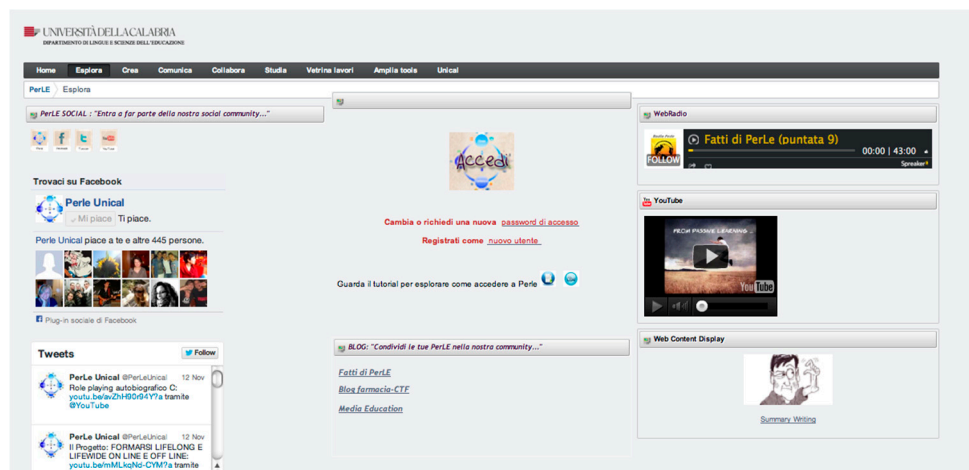 UNIVERSITÀ DELLA CALABRIA
DIPARTIMENTO DI LINGUE E SCIENZE DELL'EDUCAZIONE
Home Esplora Crea Comunica Collabora Studia Vetrina lavori Amplia tools Unical
PerLE Esplora
PerLE SOCIAL : "Entra a far parte della nostra social community..."
Trovaci su Facebook
Perle Unical
Mi piace Ti piace.
Perle Unical piace a te e altre 445 persone.
Plug-in sociale di Facebook
Tweets
Follow
PerLe Unical @PerLeUnical 12 Nov
Role playing autobiografico C:
youtu.be/avZhH90r94Y?a tramite
@YouTube
PerLe Unical @PerLeUnical 12 Nov
Il Progetto: FORMARSI LIFELONG E
LIFEWIDE ON LINE E OFF LINE:
youtu.be/mMLkqNd-CYM?a tramite
Accedi
Cambia o richiedi una nuova password di accesso
Registrati come nuovo utente
Guarda il tutorial per esplorare come accedere a Perle
BLOG: "Condividi le tue PerLE nella nostra community..."
Fatti di PerLE
Blog farmacia-CTF
Media Education
WebRadio
Fatti di PerLe (puntata 9)
00:00 | 43:00
FOLLOW
Spreaker
YouTube
PECH PASSIVE LEARNING ...
YouTube
Web Content Display
Summary Writing